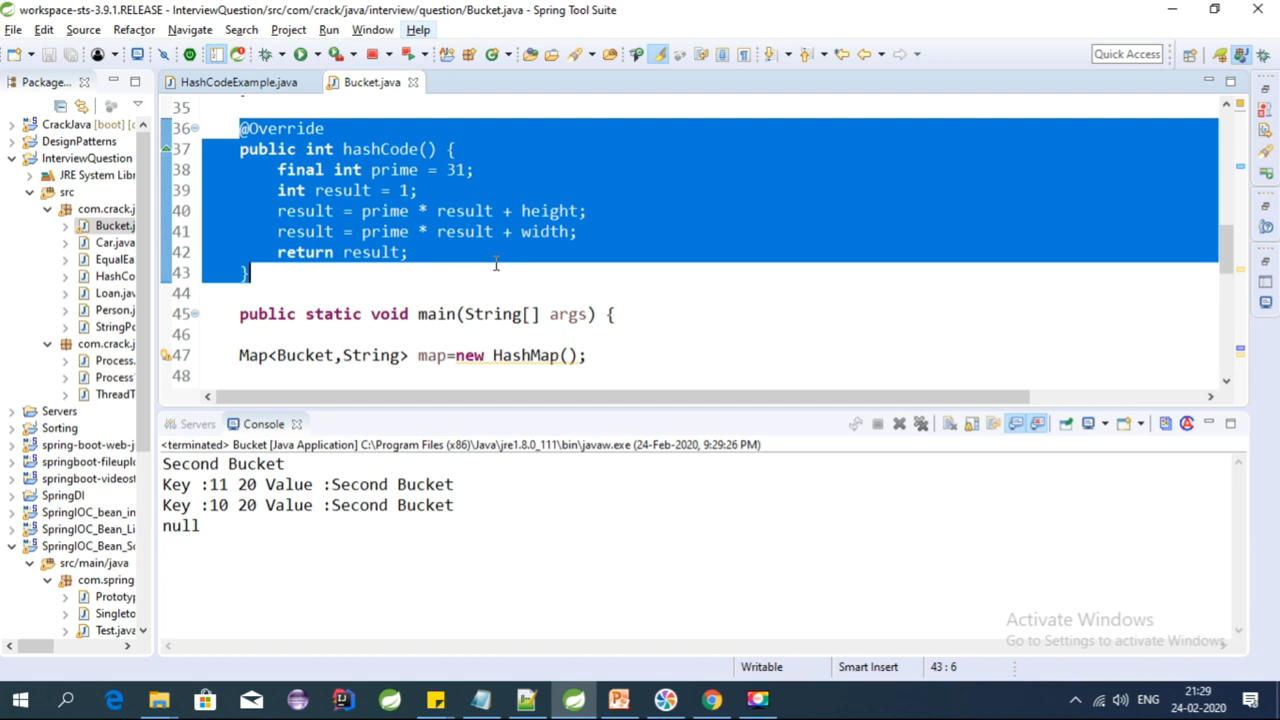 workspace-sts-3.9.1.RELEASE - InterviewQuestion/src/com/crack/java/interview/question/Bucket.java - Spring Tool Suite
File Edit Source Refactor Navigate Search Project Run Window Help
Quick Access
Package...
HashCodeExample.java
Bucket.java
CrackJava [boot] [c
DesignPatterns
InterviewQuestion
JRE System Libr
src
com.crack.j
Bucket.j
Car.java
EqualEa
HashCo
Loan.jav
Person.j
StringPo
com.crack.j
Process.
Process
ThreadT
Servers
Sorting
spring-boot-web-j
springboot-fileuplo
springboot-videost
SpringDI
SpringIOC_bean_in
SpringIOC_Bean_Li
SpringIOC_Bean_Sc
src/main/java
com.spring
Prototyp
Singleto
Test.java
35
36 @Override
37 public int hashCode() {
38 final int prime = 31;
39 int result = 1;
40 result = prime * result + height;
41 result = prime * result + width;
42 return result;
43 }
44
45 public static void main(String[] args) {
46
47 Map<Bucket,String> map=new HashMap();
48
Servers Console
<terminated> Bucket [Java Application] C:\Program Files (x86)\Java\jre1.8.0_111\bin\javaw.exe (24-Feb-2020, 9:29:26 PM)
Second Bucket
Key :11 20 Value :Second Bucket
Key :10 20 Value :Second Bucket
null
Activate Windows
Go to Settings to activate Windows.
Writable Smart Insert 43 : 6
ENG
21:29
24-02-2020